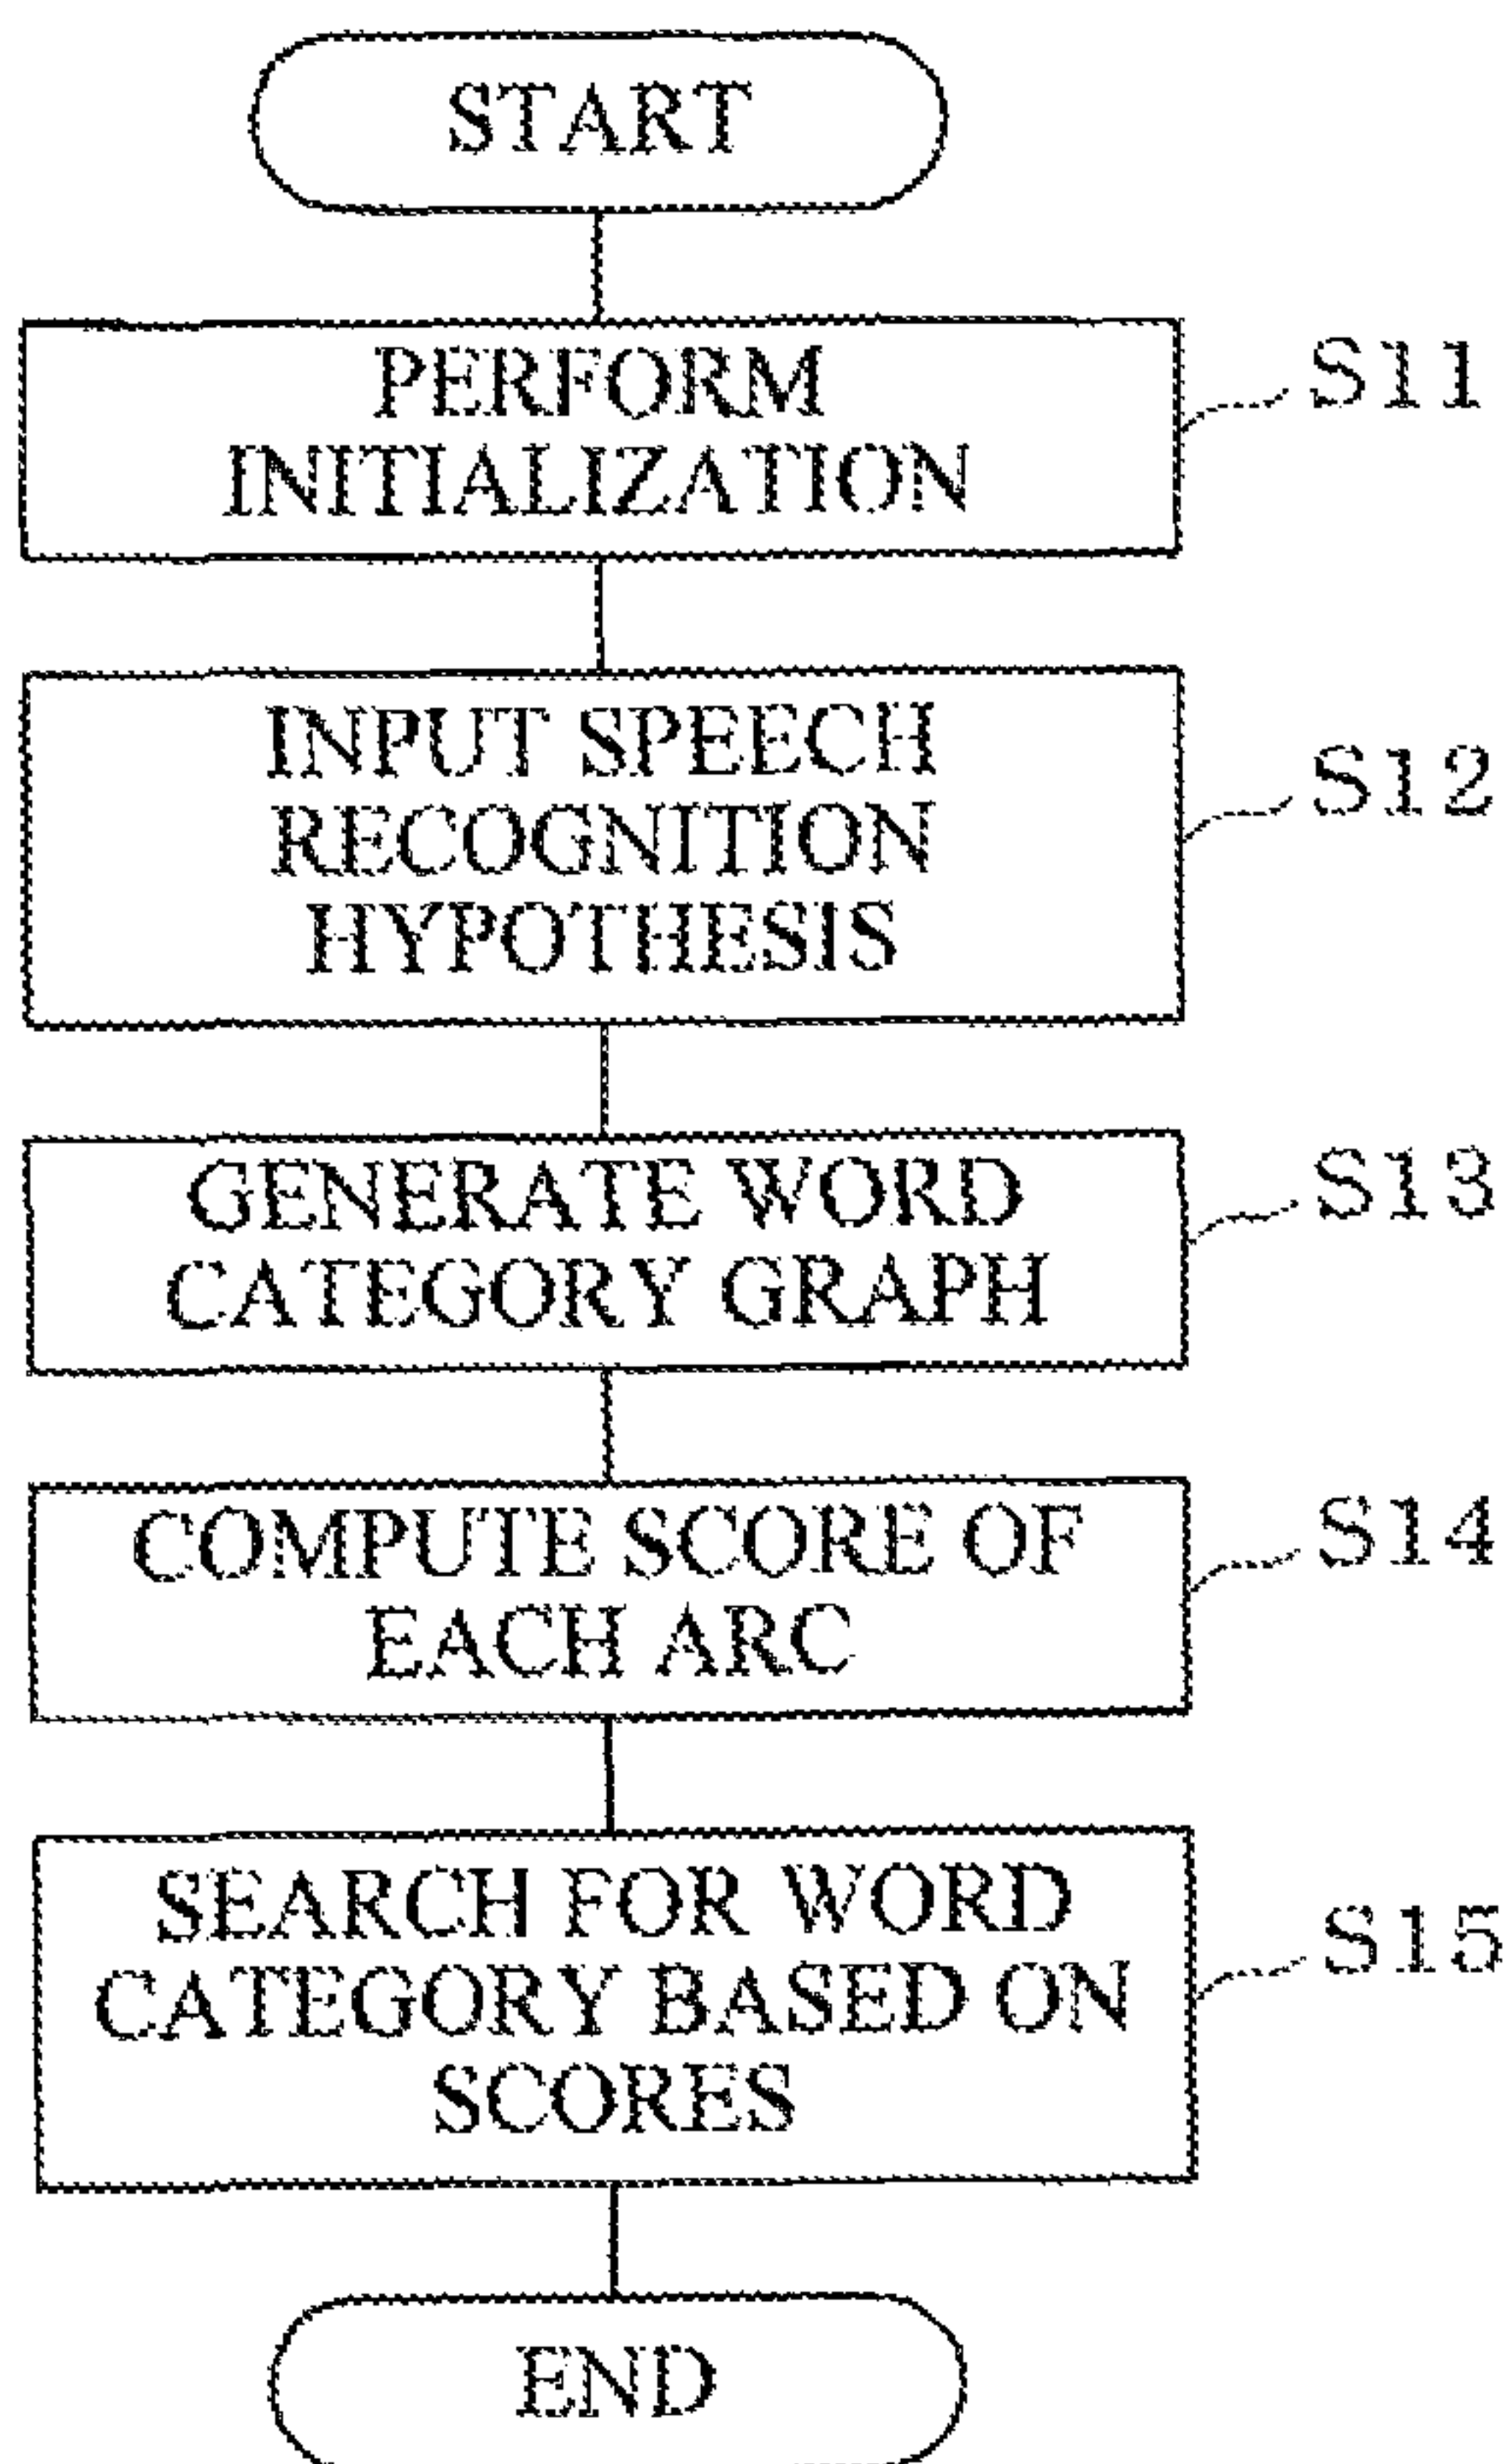 START
PERFORM
INITIALIZATION
S11
INPUT SPEECH
RECOGNITION
HYPOTHESIS
S12
GENERATE WORD
CATEGORY GRAPH
S13
COMPUTE SCORE OF
EACH ARC
S14
SEARCH FOR WORD
CATEGORY BASED ON
SCORES
S15
END